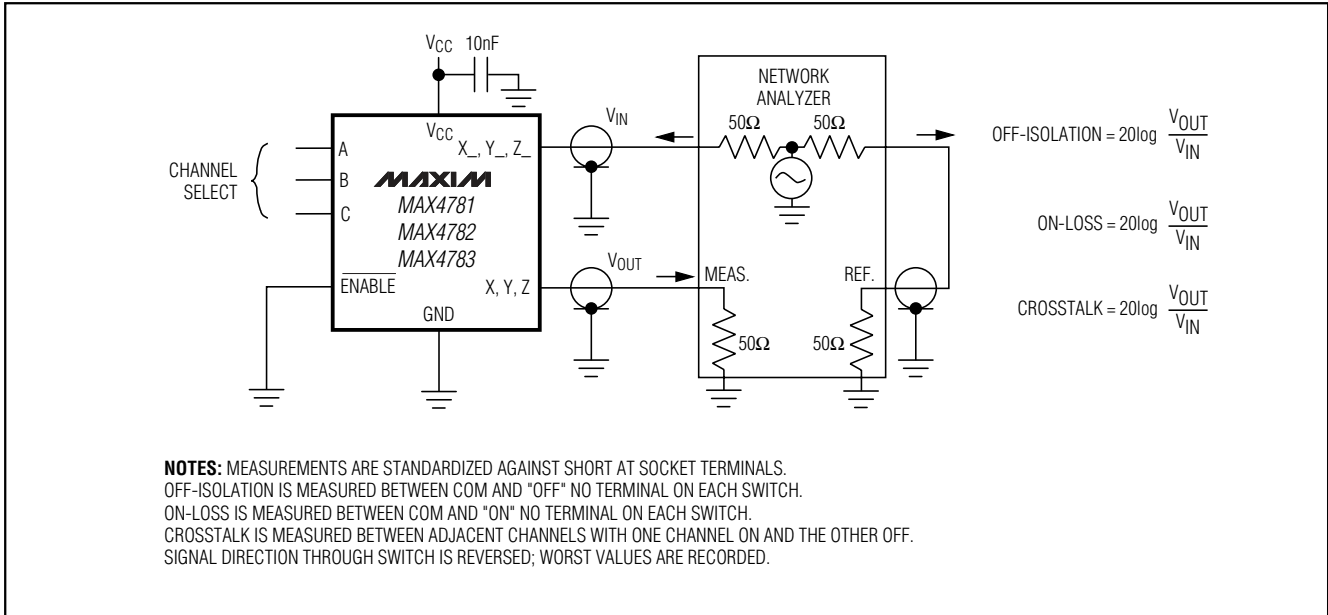 VCC 10nF
VCC
A
B
C
CHANNEL
SELECT
ENABLE
GND
X_, Y_, Z_
X, Y, Z
MAXIM
MAX4781
MAX4782
MAX4783
VIN
VOUT
NETWORK
ANALYZER
50Ω 50Ω
MEAS. REF.
50Ω 50Ω
OFF-ISOLATION = 20log VOUT
VIN
ON-LOSS = 20log VOUT
VIN
CROSSTALK = 20log VOUT
VIN
NOTES: MEASUREMENTS ARE STANDARDIZED AGAINST SHORT AT SOCKET TERMINALS.
OFF-ISOLATION IS MEASURED BETWEEN COM AND "OFF" NO TERMINAL ON EACH SWITCH.
ON-LOSS IS MEASURED BETWEEN COM AND "ON" NO TERMINAL ON EACH SWITCH.
CROSSTALK IS MEASURED BETWEEN ADJACENT CHANNELS WITH ONE CHANNEL ON AND THE OTHER OFF.
SIGNAL DIRECTION THROUGH SWITCH IS REVERSED; WORST VALUES ARE RECORDED.